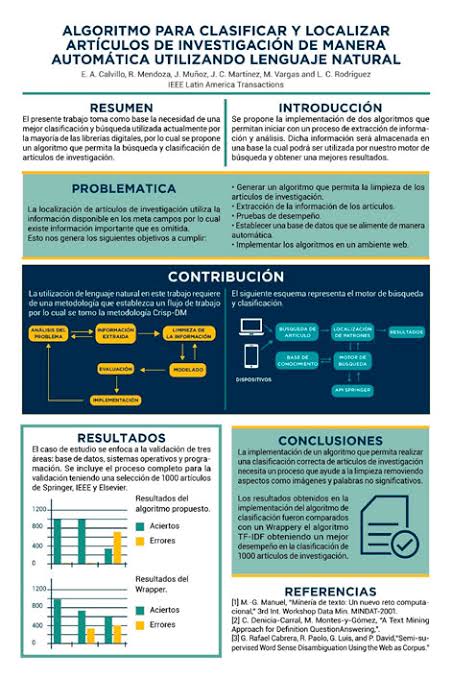 ALGORITMO PARA CLASIFICAR Y LOCALIZAR
ARTÍCULOS DE INVESTIGACIÓN DE MANERA
AUTOMÁTICA UTILIZANDO LENGUAJE NATURAL
E. A. Calvillo, R. Mendoza, J. Muñoz, J. C. Martinez, M. Vargas and L. C. Rodriguez
IEEE Latin America Transactions
RESUMEN
El presente trabajo toma como base la necesidad de una
mejor clasificación y búsqueda utilizada actualmente por
la mayoría de las librerías digitales, por lo cual se propone
un algoritmo que permita la búsqueda y clasificación de
artículos de investigación.
INTRODUCCIÓN
Se propone la implementación de dos algoritmos que
permitan iniciar con un proceso de extracción de informa-
ción y análisis. Dicha información será almacenada en
una base la cual podrá ser utilizada por nuestro motor de
búsqueda y obtener una mejores resultados.
PROBLEMATICA
La localización de artículos de investigación utiliza la
información disponible en los meta campos por lo cual
existe información importante que es omitida.
Esto nos genera los siguientes objetivos a cumplir:
• Generar un algoritmo que permita la limpieza de los
artículos de investigación.
• Extracción de la información de los artículos.
• Pruebas de desempeño.
• Establecer una base de datos que se alimente de manera
automática.
• Implementar los algoritmos en un ambiente web.
CONTRIBUCIÓN
La utilización de lenguaje natural en este trabajo requiere
de una metodología que establezca un flujo de trabajo
por lo cual se tomo la metodología Crisp-DM
ANÁLISIS DEL
PROBLEMA
INFORMACIÓN
EXTRAIDA
LIMPIEZA DE
LA INFORMACIÓN
EVALUACIÓN
MODELADO
IMPLEMENTACIÓN
El siguiente esquema representa el motor de búsqueda
y clasificación.
BUSQUEDA DE
ARTICULO
LOCALIZACIÓN
DE PATRONES
RESULTADOS
BASE DE
CONOCIMIENTO
MOTOR DE
BUSQUEDA
DISPOSITIVOS
API SPRINGER
RESULTADOS
El caso de estudio se enfoca a la validación de tres
áreas: base de datos, sistemas operativos y progra-
mación. Se incluye el proceso completo para la
validación teniendo una selección de 1000 artículos
de Springer, IEEE y Elsevier.
1200
800
400
0
Resultados del
algoritmo propuesto.
Aciertos
Errores
1200
800
400
0
Resultados del
Wrapper.
Aciertos
Errores
CONCLUSIONES
La implementación de un algoritmo que permita realizar
una clasificación correcta de artículos de investigación
necesita un proceso que ayude a la limpieza removiendo
aspectos como imágenes y palabras no significativos.
Los resultados obtenidos en la
implementación del algoritmo de
clasificación fueron comparados
con un Wrappery el algoritmo
TF-IDF obteniendo un mejor
desempeño en la clasificación de
1000 artículos de investigación.
REFERENCIAS
[1] M.-G. Manuel, "Minería de texto: Un nuevo reto computa-
cional," 3rd Int. Workshop Data Min. MINDAT-2001.
[2] C. Denicia-Carral, M. Montes-y-Gómez, "A Text Mining
Approach for Definition QuestionAnswering,".
[3] G. Rafael Cabrera, R. Paolo, G. Luis, and P. David,"Semi-su-
pervised Word Sense Disambiguation Using the Web as Corpus."